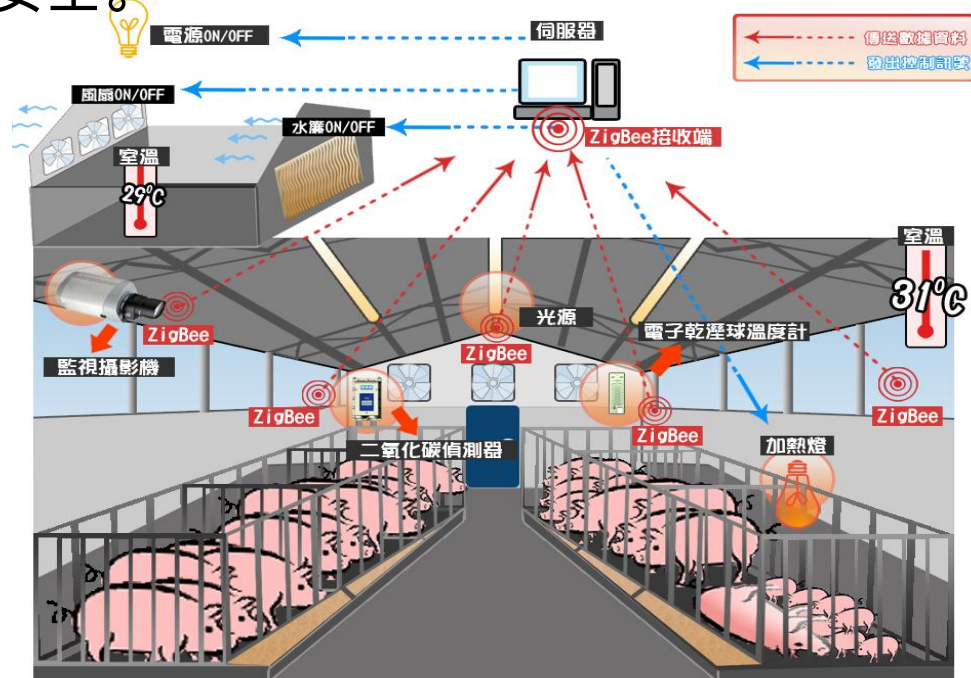 安全。
電源ON/OFF
伺服器
傳送數據資料
發出控制訊號
風扇ON/OFF
水簾ON/OFF
ZigBee接收端
室溫
29°C
室溫
31°C
ZigBee
監視攝影機
光源
ZigBee
電子乾溼球溫度計
ZigBee
ZigBee
ZigBee
二氧化碳偵測器
加熱燈